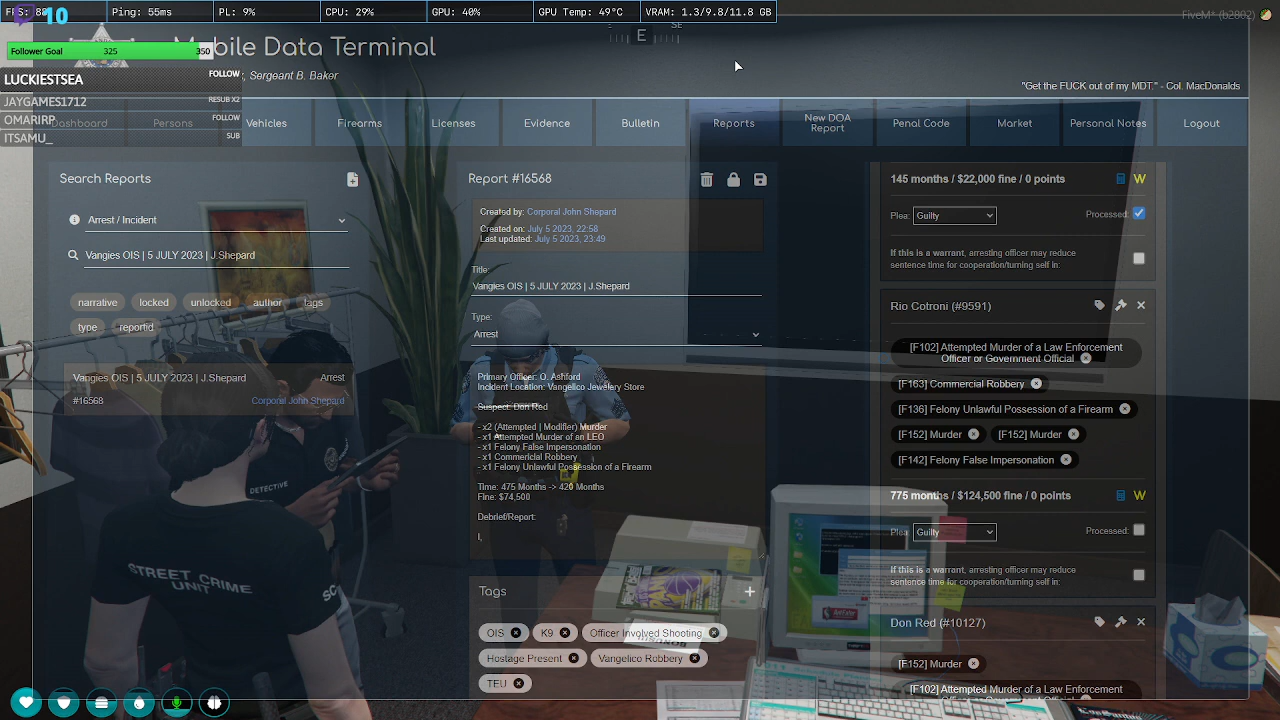 Ping: 55ms
PL: 9%
CPU: 29%
GPU: 40%
GPU Temp: 49°C
VRAM: 1.3/9.8/11.8 GB
FiveM* (b2802)
10
SE
E
Follower Goal 325 350
Mobile Data Terminal
LUCKIESTSEA FOLLOW
Sergeant B. Baker
"Get the FUCK out of my MDT." - Col. MacDonalds
JAYGAMES1712 RESUB X2
OMARIRP FOLLOW
ITSAMU_ SUB
Dashboard
Persons
Vehicles
Firearms
Licenses
Evidence
Bulletin
Reports
New DOA
Report
Penal Code
Market
Personal Notes
Logout
Search Reports
Arrest / Incident
Vangies OIS | 5 JULY 2023 | J.Shepard
narrative locked unlocked author tags
type reportid
Vangies OIS | 5 JULY 2023 | J.Shepard Arrest
#16568 Corporal John Shepard
Report #16568
Created by: Corporal John Shepard
Created on: July 5 2023, 22:58
Last updated: July 5 2023, 23:49
Title:
Vangies OIS | 5 JULY 2023 | J.Shepard
Type:
Arrest
Primary Officer: O. Ashford
Incident Location: Vangelico Jewelery Store
Suspect: Don Red
- x2 (Attempted | Modifier) Murder
- x1 Attempted Murder of an LEO
- x1 Felony False Impersonation
- x1 Commericial Robbery
- x1 Felony Unlawful Possession of a Firearm
Time: 475 Months -> 420 Months
Fine: $74,500
Debrief/Report:
I,
Tags
OIS K9 Officer Involved Shooting
Hostage Present Vangelico Robbery
TEU
145 months / $22,000 fine / 0 points W
Plea: Guilty Processed:
If this is a warrant, arresting officer may reduce
sentence time for cooperation/turning self in:
Rio Cotroni (#9591)
[F102] Attempted Murder of a Law Enforcement
Officer or Government Official
[F163] Commercial Robbery
[F136] Felony Unlawful Possession of a Firearm
[F152] Murder [F152] Murder
[F142] Felony False Impersonation
775 months / $124,500 fine / 0 points W
Plea Guilty Processed:
If this is a warrant, arresting officer may reduce
sentence time for cooperation/turning self in:
Don Red (#10127)
[F152] Murder
[F102] Attempted Murder of a Law Enforcement
DETECTIVE
STREET CRIME
UNIT